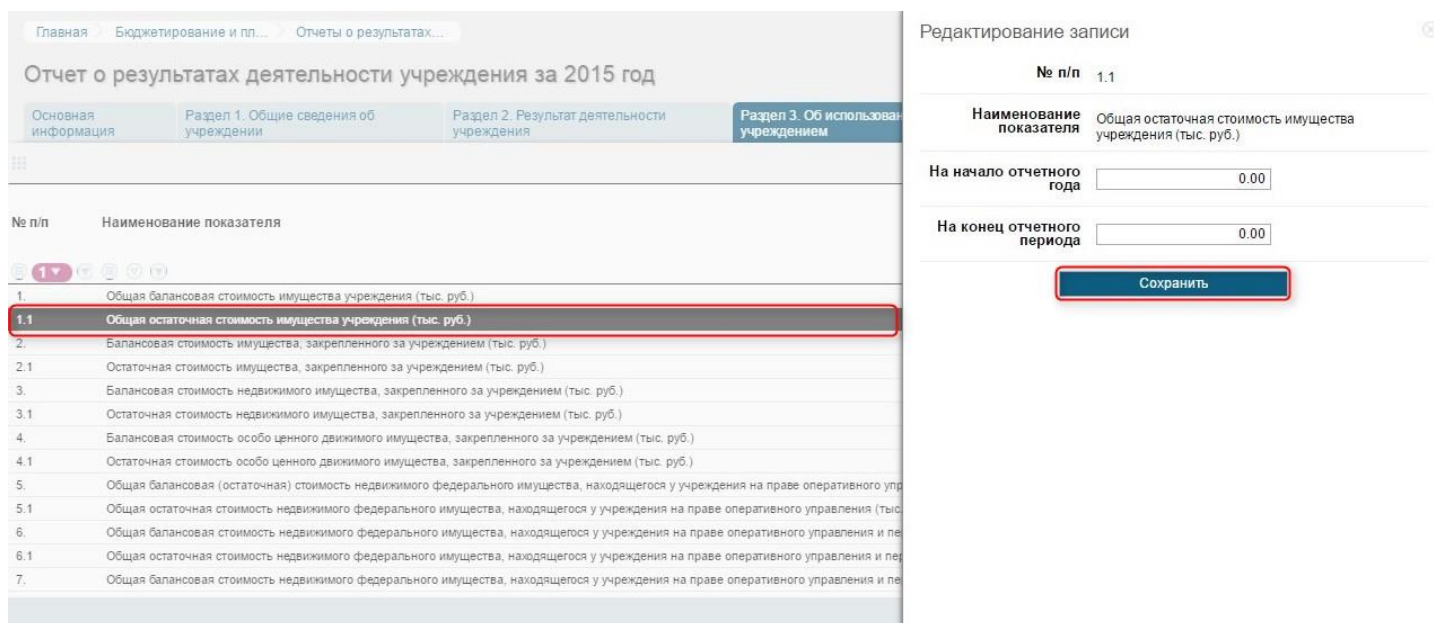 Главная Бюджетирование и пл... Отчеты о результатах...
Отчет о результатах деятельности учреждения за 2015 год
Основная
информация
Раздел 1. Общие сведения об
учреждении
Раздел 2. Результат деятельности
учреждения
Раздел 3. Об использован
учреждением
№ п/п Наименование показателя
1
1. Общая балансовая стоимость имущества учреждения (тыс. руб.)
1.1 Общая остаточная стоимость имущества учреждения (тыс. руб.)
2. Балансовая стоимость имущества, закрепленного за учреждением (тыс. руб.)
2.1 Остаточная стоимость имущества, закрепленного за учреждением (тыс. руб.)
3. Балансовая стоимость недвижимого имущества, закрепленного за учреждением (тыс. руб.)
3.1 Остаточная стоимость недвижимого имущества, закрепленного за учреждением (тыс. руб.)
4. Балансовая стоимость особо ценного движимого имущества, закрепленного за учреждением (тыс. руб.)
4.1 Остаточная стоимость особо ценного движимого имущества, закрепленного за учреждением (тыс. руб.)
5. Общая балансовая (остаточная) стоимость недвижимого федерального имущества, находящегося у учреждения на праве оперативного упр
5.1 Общая остаточная стоимость недвижимого федерального имущества, находящегося у учреждения на праве оперативного управления (тыс.
6. Общая балансовая стоимость недвижимого федерального имущества, находящегося у учреждения на праве оперативного управления и пе
6.1 Общая остаточная стоимость недвижимого федерального имущества, находящегося у учреждения на праве оперативного управления и пер
7. Общая балансовая стоимость недвижимого федерального имущества, находящегося у учреждения на праве оперативного управления и пе
Редактирование записи
№ п/п 1.1
Наименование
показателя
Общая остаточная стоимость имущества
учреждения (тыс. руб.)
На начало отчетного
года
0.00
На конец отчетного
периода
0.00
Сохранить